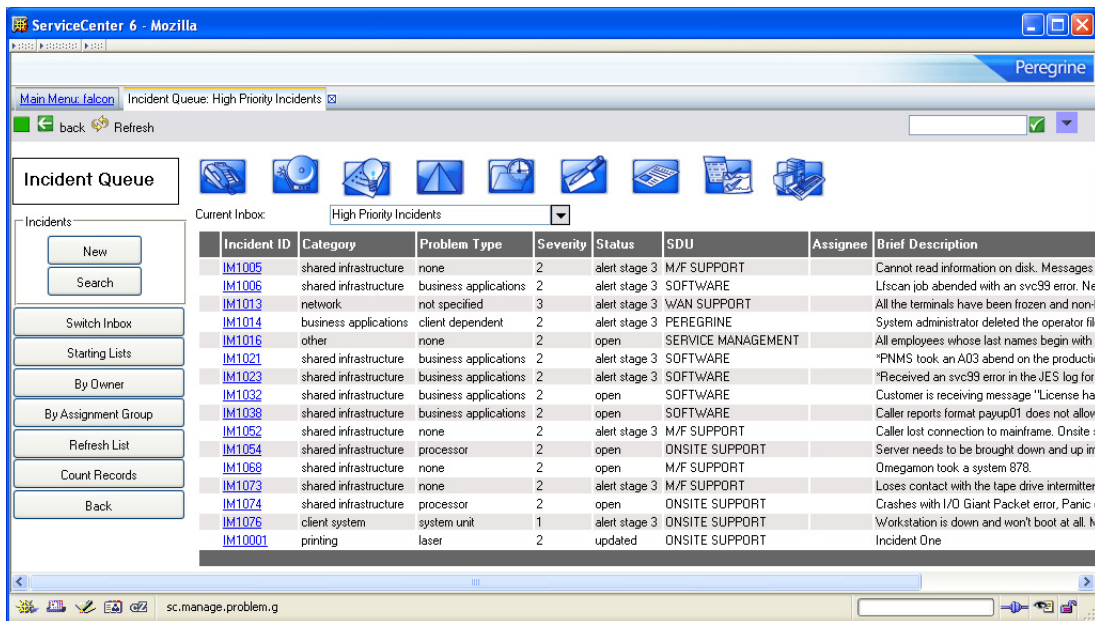 ServiceCenter 6 - Mozilla
Peregrine
Main Menu: falcon
Incident Queue: High Priority Incidents
back Refresh
Incident Queue
Current Inbox: High Priority Incidents
Incidents
New
Search
Switch Inbox
Starting Lists
By Owner
By Assignment Group
Refresh List
Count Records
Back
Incident ID Category Problem Type Severity Status SDU Assignee Brief Description
IM1005 shared infrastructure none 2 alert stage 3 M/F SUPPORT Cannot read information on disk. Messages
IM1006 shared infrastructure business applications 2 alert stage 3 SOFTWARE Lfscan job abended with an svc99 error. Ne
IM1013 network not specified 3 alert stage 3 WAN SUPPORT All the terminals have been frozen and non-
IM1014 business applications client dependent 2 alert stage 3 PEREGRINE System administrator deleted the operator fil
IM1016 other none 2 open SERVICE MANAGEMENT All employees whose last names begin with
IM1021 shared infrastructure business applications 2 alert stage 3 SOFTWARE *PNMS took an A03 abend on the producti
IM1023 shared infrastructure business applications 2 alert stage 3 SOFTWARE *Received an svc99 error in the JES log for
IM1032 shared infrastructure business applications 2 open SOFTWARE Customer is receiving message "License ha
IM1038 shared infrastructure business applications 2 open SOFTWARE Caller reports format payup01 does not allow
IM1052 shared infrastructure none 2 alert stage 3 M/F SUPPORT Caller lost connection to mainframe. Onsite
IM1054 shared infrastructure processor 2 open ONSITE SUPPORT Server needs to be brought down and up im
IM1068 shared infrastructure none 2 open M/F SUPPORT Omegamon took a system 878.
IM1073 shared infrastructure none 2 alert stage 3 M/F SUPPORT Loses contact with the tape drive intermitten
IM1074 shared infrastructure processor 2 open ONSITE SUPPORT Crashes with I/O Giant Packet error, Panic
IM1076 client system system unit 1 alert stage 3 ONSITE SUPPORT Workstation is down and won't boot at all.
IM10001 printing laser 2 updated ONSITE SUPPORT Incident One
sc.manage.problem.g